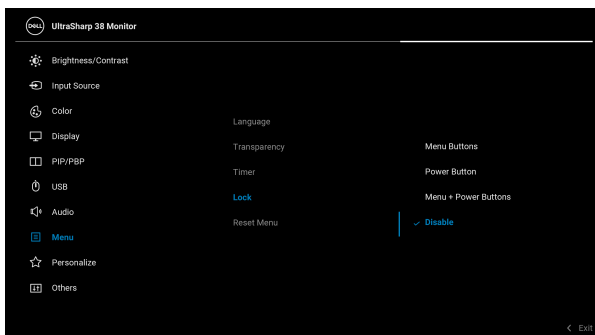 DELL
UltraSharp 38 Monitor
Brightness/Contrast
Input Source
Color
Display
PIP/PBP
USB
Audio
Menu
Personalize
Others
Language
Transparency
Timer
Lock
Reset Menu
Menu Buttons
Power Button
Menu + Power Buttons
Disable
Exit